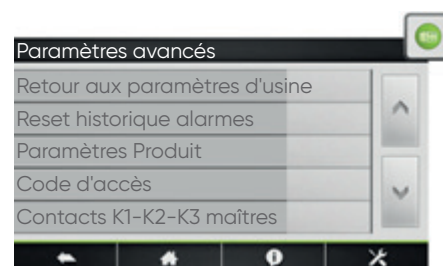 Paramètres avancés
Retour aux paramètres d'usine
Reset historique alarmes
Paramètres Produit
Code d'accès
Contacts K1-K2-K3 maîtres